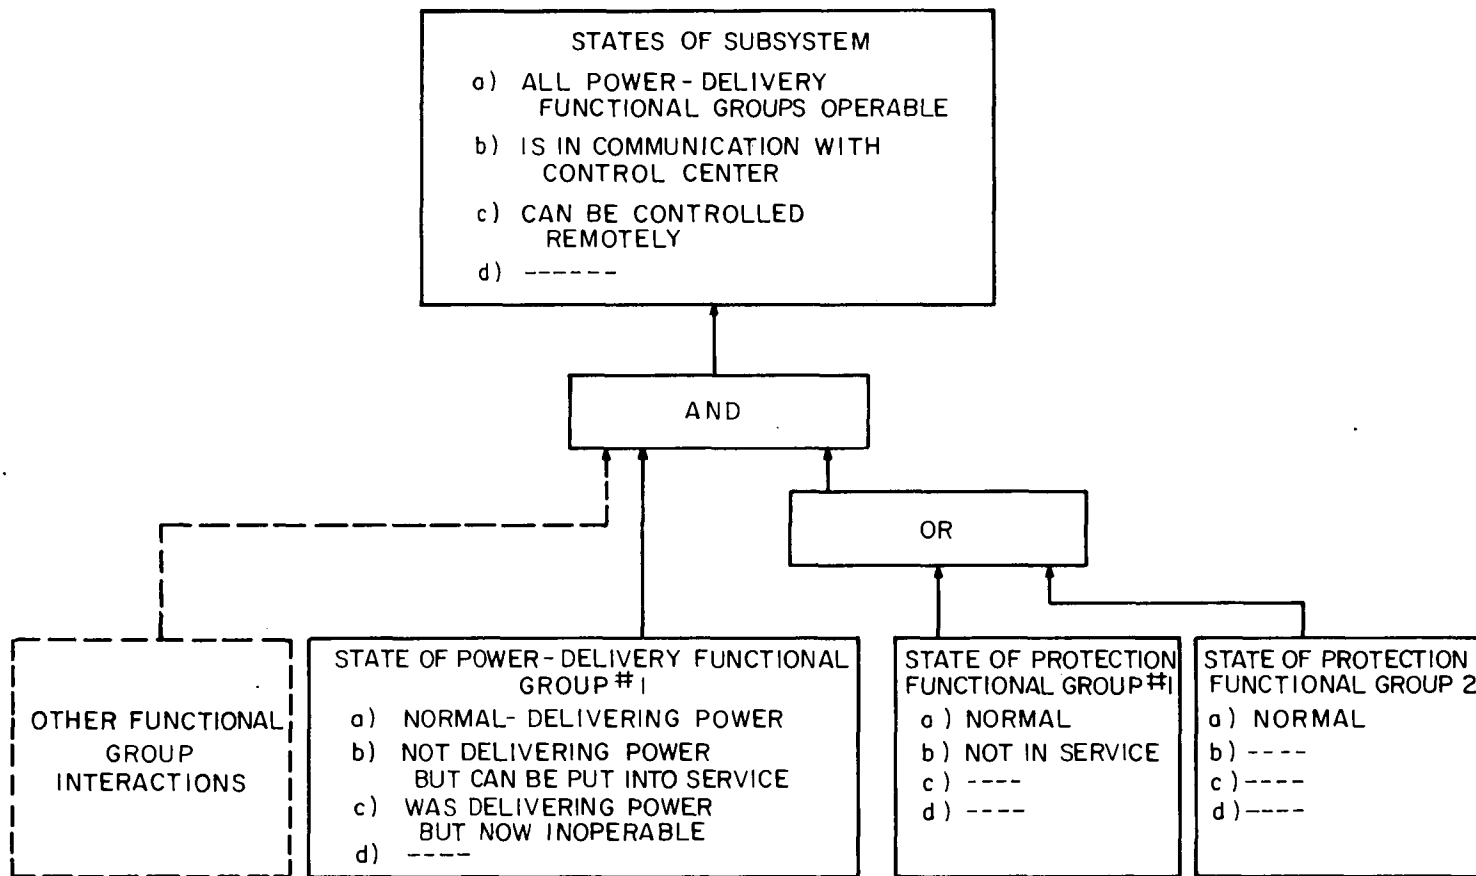 STATES OF SUBSYSTEM
a) ALL POWER-DELIVERY
FUNCTIONAL GROUPS OPERABLE
b) IS IN COMMUNICATION WITH
CONTROL CENTER
c) CAN BE CONTROLLED
REMOTELY
d) ------
AND
OR
OTHER FUNCTIONAL
GROUP
INTERACTIONS
STATE OF POWER-DELIVERY FUNCTIONAL
GROUP #1
a) NORMAL-DELIVERING POWER
b) NOT DELIVERING POWER
BUT CAN BE PUT INTO SERVICE
c) WAS DELIVERING POWER
BUT NOW INOPERABLE
d) ----
STATE OF PROTECTION
FUNCTIONAL GROUP #1
a) NORMAL
b) NOT IN SERVICE
c) ----
d) ----
STATE OF PROTECTION
FUNCTIONAL GROUP 2
a) NORMAL
b) ----
c) ----
d) ----